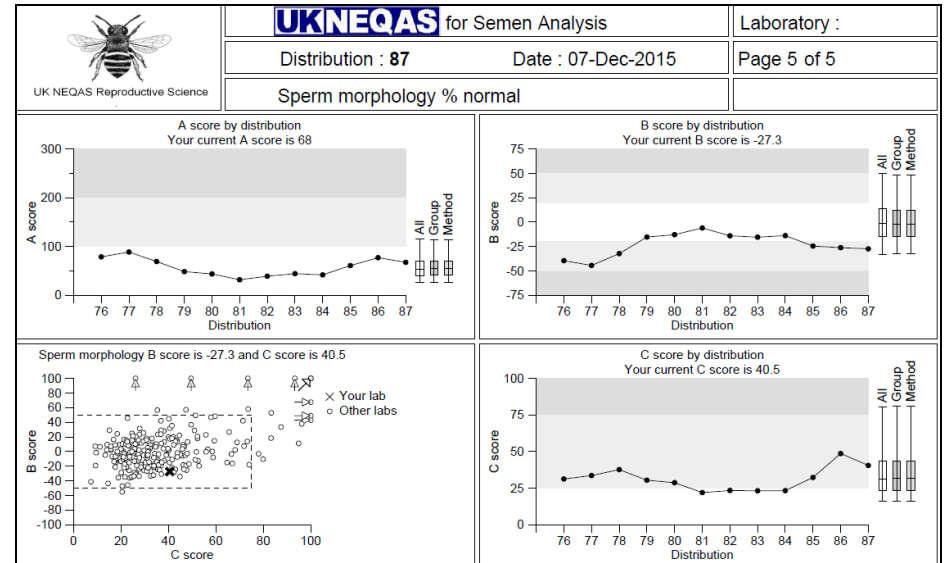 UKNEQAS for Semen Analysis
Laboratory :
Distribution : 87 Date : 07-Dec-2015
Page 5 of 5
UK NEQAS Reproductive Science
Sperm morphology % normal
A score by distribution
Your current A score is 68
300
200
100
0
A score
76 77 78 79 80 81 82 83 84 85 86 87
Distribution
All
Group
Method
B score by distribution
Your current B score is -27.3
75
50
25
0
-25
-50
-75
B score
76 77 78 79 80 81 82 83 84 85 86 87
Distribution
All
Group
Method
Sperm morphology B score is -27.3 and C score is 40.5
100
80
60
40
20
0
-20
-40
-60
-80
-100
B score
0 20 40 60 80 100
C score
Your lab
Other labs
C score by distribution
Your current C score is 40.5
100
75
50
25
0
C score
76 77 78 79 80 81 82 83 84 85 86 87
Distribution
All
Group
Method